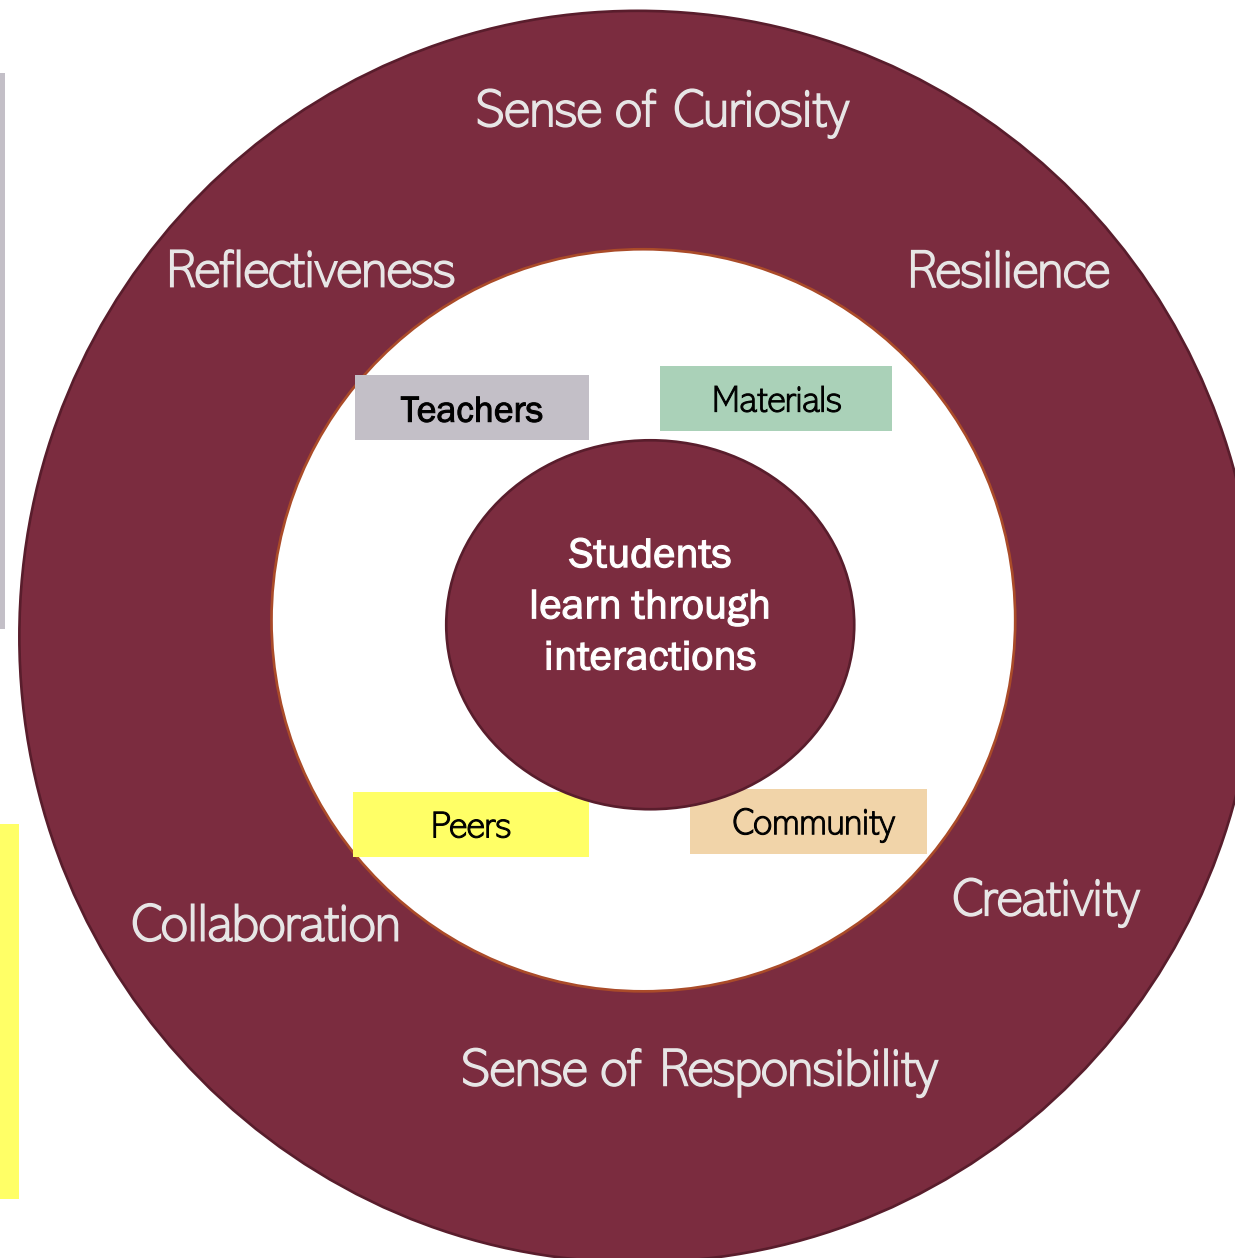 Sense of Curiosity
Reflectiveness
Resilience
Teachers
Materials
Students
learn through
interactions
Peers
Community
Collaboration
Creativity
Sense of Responsibility